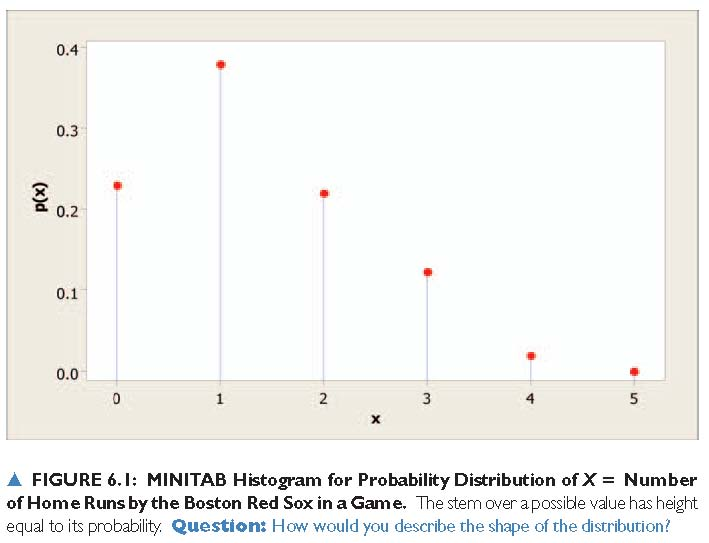 0.4
0.3
0.2
0.1
0.0
p(x)
0 1 2 3 4 5
x
▲ FIGURE 6.1: MINITAB Histogram for Probability Distribution of X = Number
of Home Runs by the Boston Red Sox in a Game. The stem over a possible value has height
equal to its probability. Question: How would you describe the shape of the distribution?